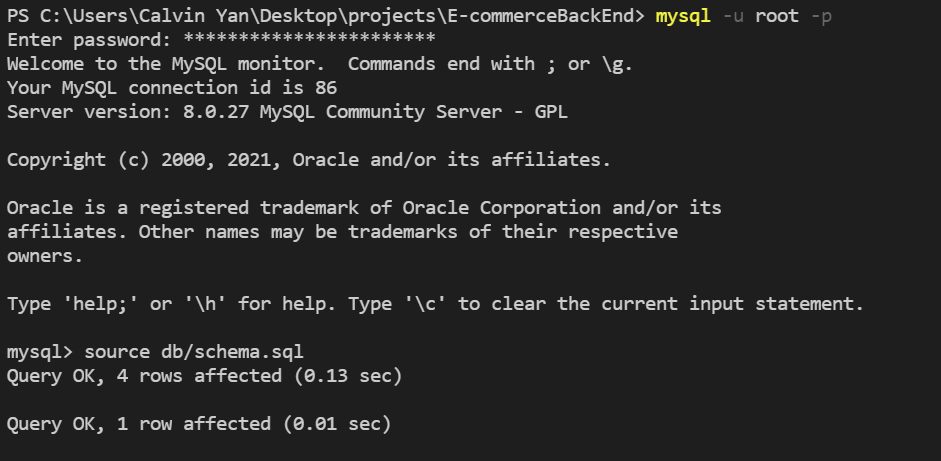 PS C:\Users\Calvin Yan\Desktop\projects\E-commerceBackEnd> mysql -u root -p
Enter password: ***********************
Welcome to the MySQL monitor.  Commands end with ; or \g.
Your MySQL connection id is 86
Server version: 8.0.27 MySQL Community Server - GPL
Copyright (c) 2000, 2021, Oracle and/or its affiliates.
Oracle is a registered trademark of Oracle Corporation and/or its
affiliates. Other names may be trademarks of their respective
owners.
Type 'help;' or '\h' for help. Type '\c' to clear the current input statement.
mysql> source db/schema.sql
Query OK, 4 rows affected (0.13 sec)
Query OK, 1 row affected (0.01 sec)